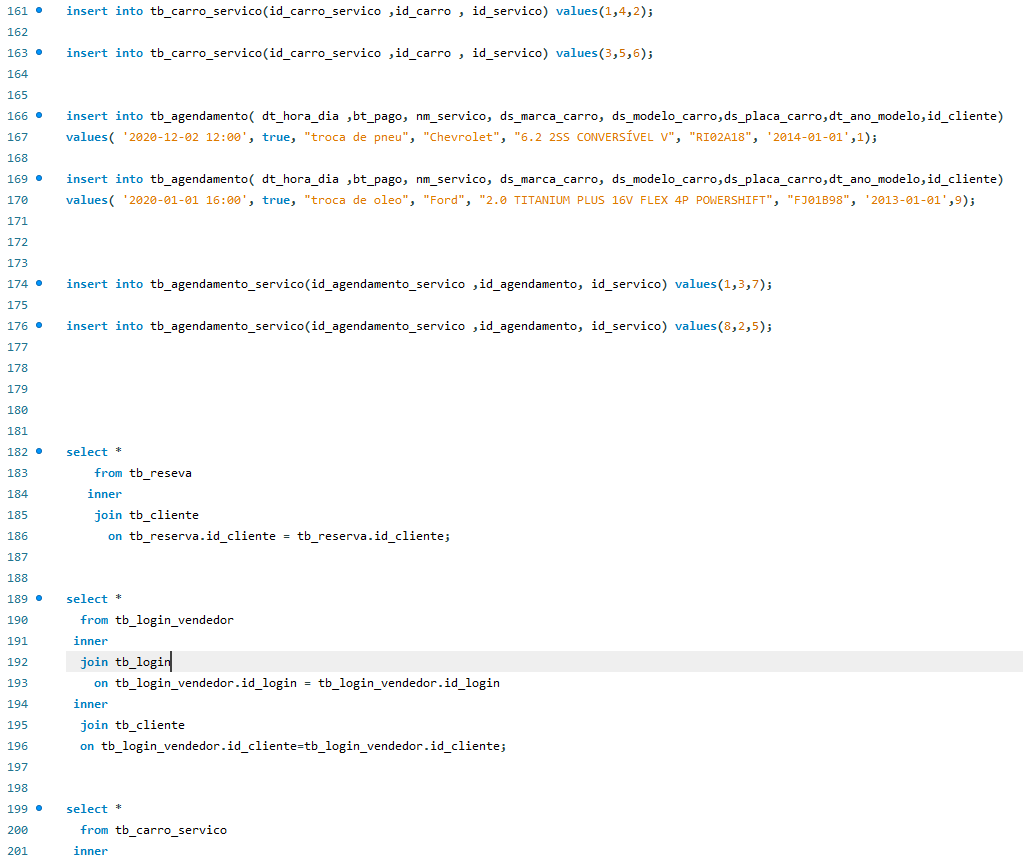 161 insert into tb_carro_servico(id_carro_servico ,id_carro , id_servico) values(1,4,2);
162
163 insert into tb_carro_servico(id_carro_servico ,id_carro , id_servico) values(3,5,6);
164
165
166 insert into tb_agendamento( dt_hora_dia ,bt_pago, nm_servico, ds_marca_carro, ds_modelo_carro,ds_placa_carro,dt_ano_modelo,id_cliente)
167 values( '2020-12-02 12:00', true, "troca de pneu", "Chevrolet", "6.2 2SS CONVERSÍVEL V", "RIO2A18", '2014-01-01',1);
168
169 insert into tb_agendamento( dt_hora_dia ,bt_pago, nm_servico, ds_marca_carro, ds_modelo_carro,ds_placa_carro,dt_ano_modelo,id_cliente)
170 values( '2020-01-01 16:00', true, "troca de oleo", "Ford", "2.0 TITANIUM PLUS 16V FLEX 4P POWERSHIFT", "FJ01B98", '2013-01-01',9);
171
172
173
174 insert into tb_agendamento_servico(id_agendamento_servico ,id_agendamento, id_servico) values(1,3,7);
175
176 insert into tb_agendamento_servico(id_agendamento_servico ,id_agendamento, id_servico) values(8,2,5);
177
178
179
180
181
182 select *
183 from tb_reseva
184 inner
185 join tb_cliente
186 on tb_reserva.id_cliente = tb_reserva.id_cliente;
187
188
189 select *
190 from tb_login_vendedor
191 inner
192 join tb_login
193 on tb_login_vendedor.id_login = tb_login_vendedor.id_login
194 inner
195 join tb_cliente
196 on tb_login_vendedor.id_cliente=tb_login_vendedor.id_cliente;
197
198
199 select *
200 from tb_carro_servico
201 inner